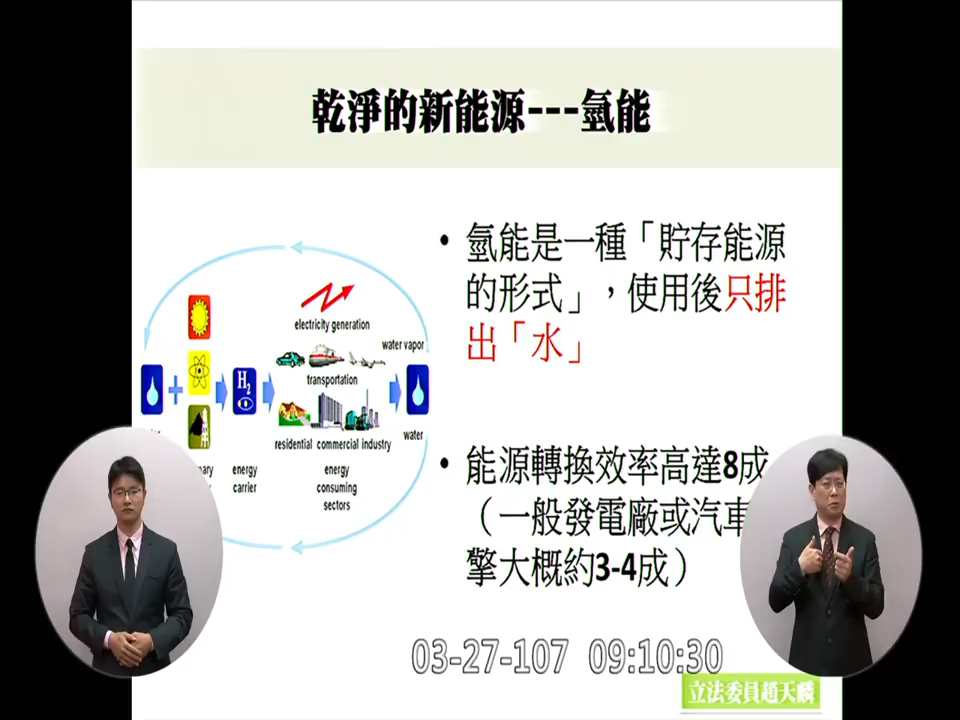 乾淨的新能源---氫能
• 氫能是一種「貯存能源
的形式」，使用後只排
出「水」
• 能源轉換效率高達8成
（一般發電廠或汽車
擎大概約3-4成）
electricity generation
water vapor
transportation
H2
residential commercial industry
water
energy
carrier
energy
consuming
sectors
03-27-107 09:10:30
立法委員趙天麟